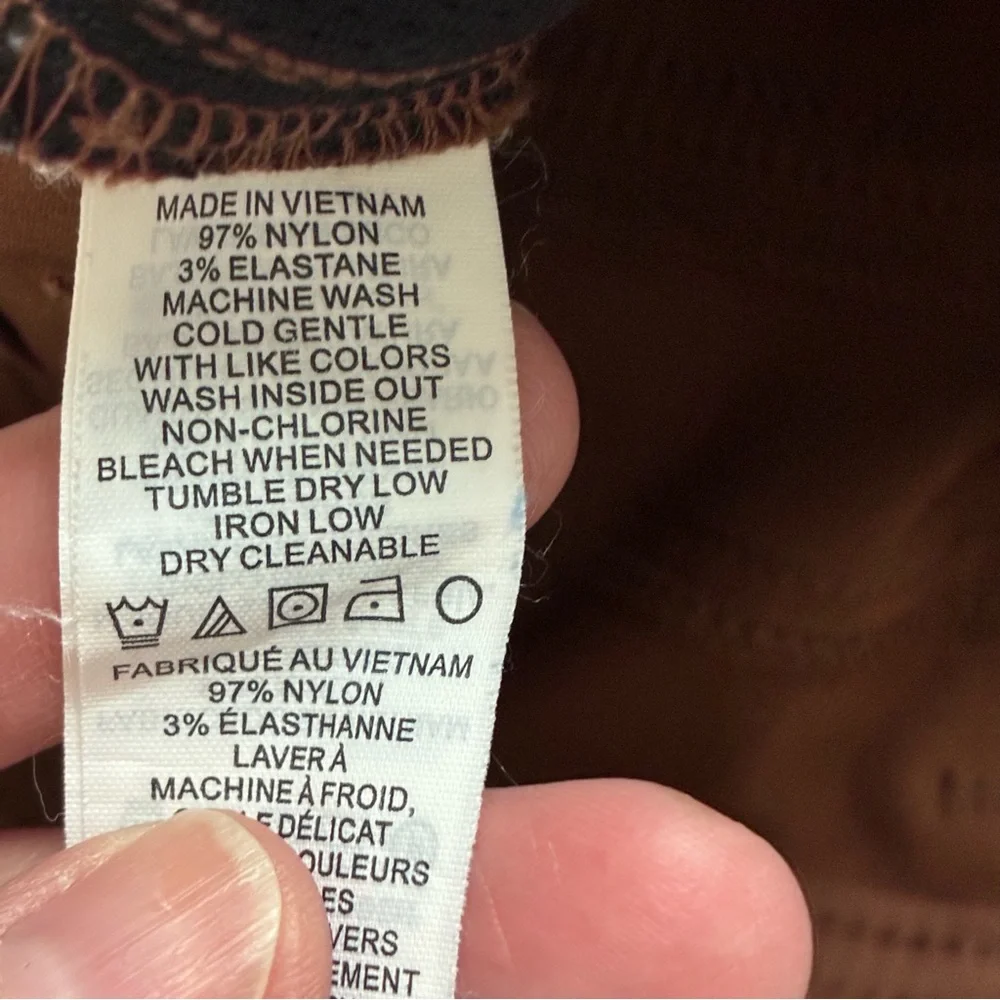 MADE IN VIETNAM
97% NYLON
3% ELASTANE
MACHINE WASH
COLD GENTLE
WITH LIKE COLORS
WASH INSIDE OUT
NON-CHLORINE
BLEACH WHEN NEEDED
TUMBLE DRY LOW
IRON LOW
DRY CLEANABLE
FABRIQUÉ AU VIETNAM
97% NYLON
3% ÉLASTHANNE
LAVER À
MACHINE À FROID,
DÉLICAT